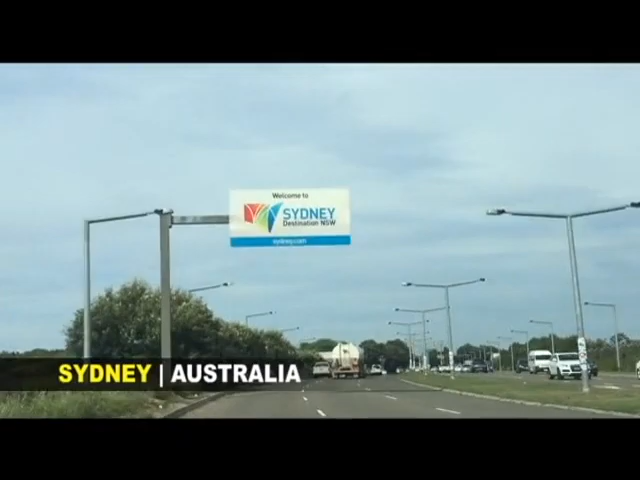 Welcome to
SYDNEY
Destination NSW
sydney.com
SYDNEY | AUSTRALIA